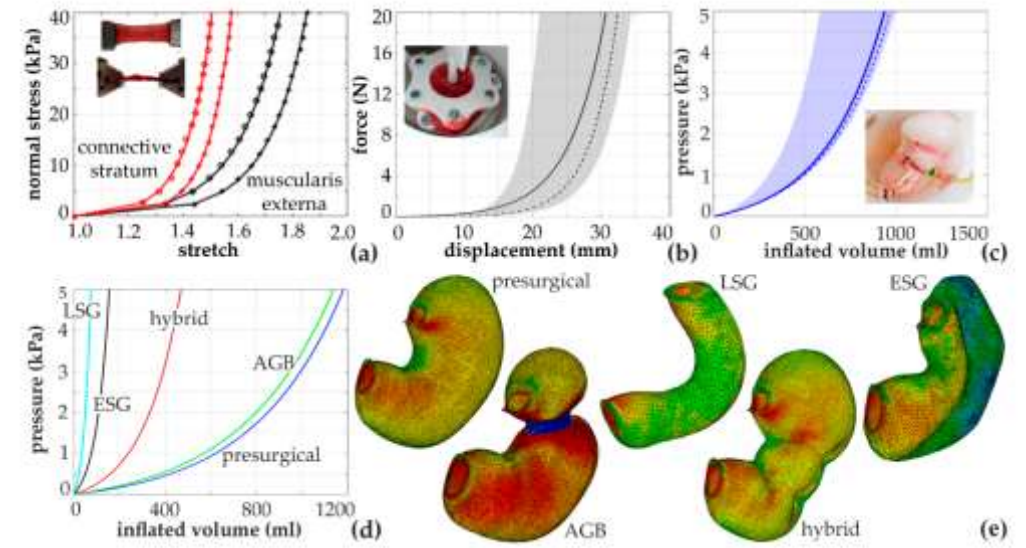 40
30
20
10
0
normal stress (kPa)
connective
stratum
muscularis
externa
1.0
1.2
1.4
1.6
1.8
2.0
stretch
(a)
20
16
12
8
4
0
force (N)
0
10
20
30
40
displacement (mm)
(b)
5
4
3
2
1
0
pressure (kPa)
500
1000
1500
inflated volume (ml)
(c)
5
4
3
2
1
0
pressure (kPa)
LSG
ESG
hybrid
AGB
presurgical
0
400
800
1200
inflated volume (ml)
(d)
presurgical
LSG
ESG
AGB
hybrid
(e)